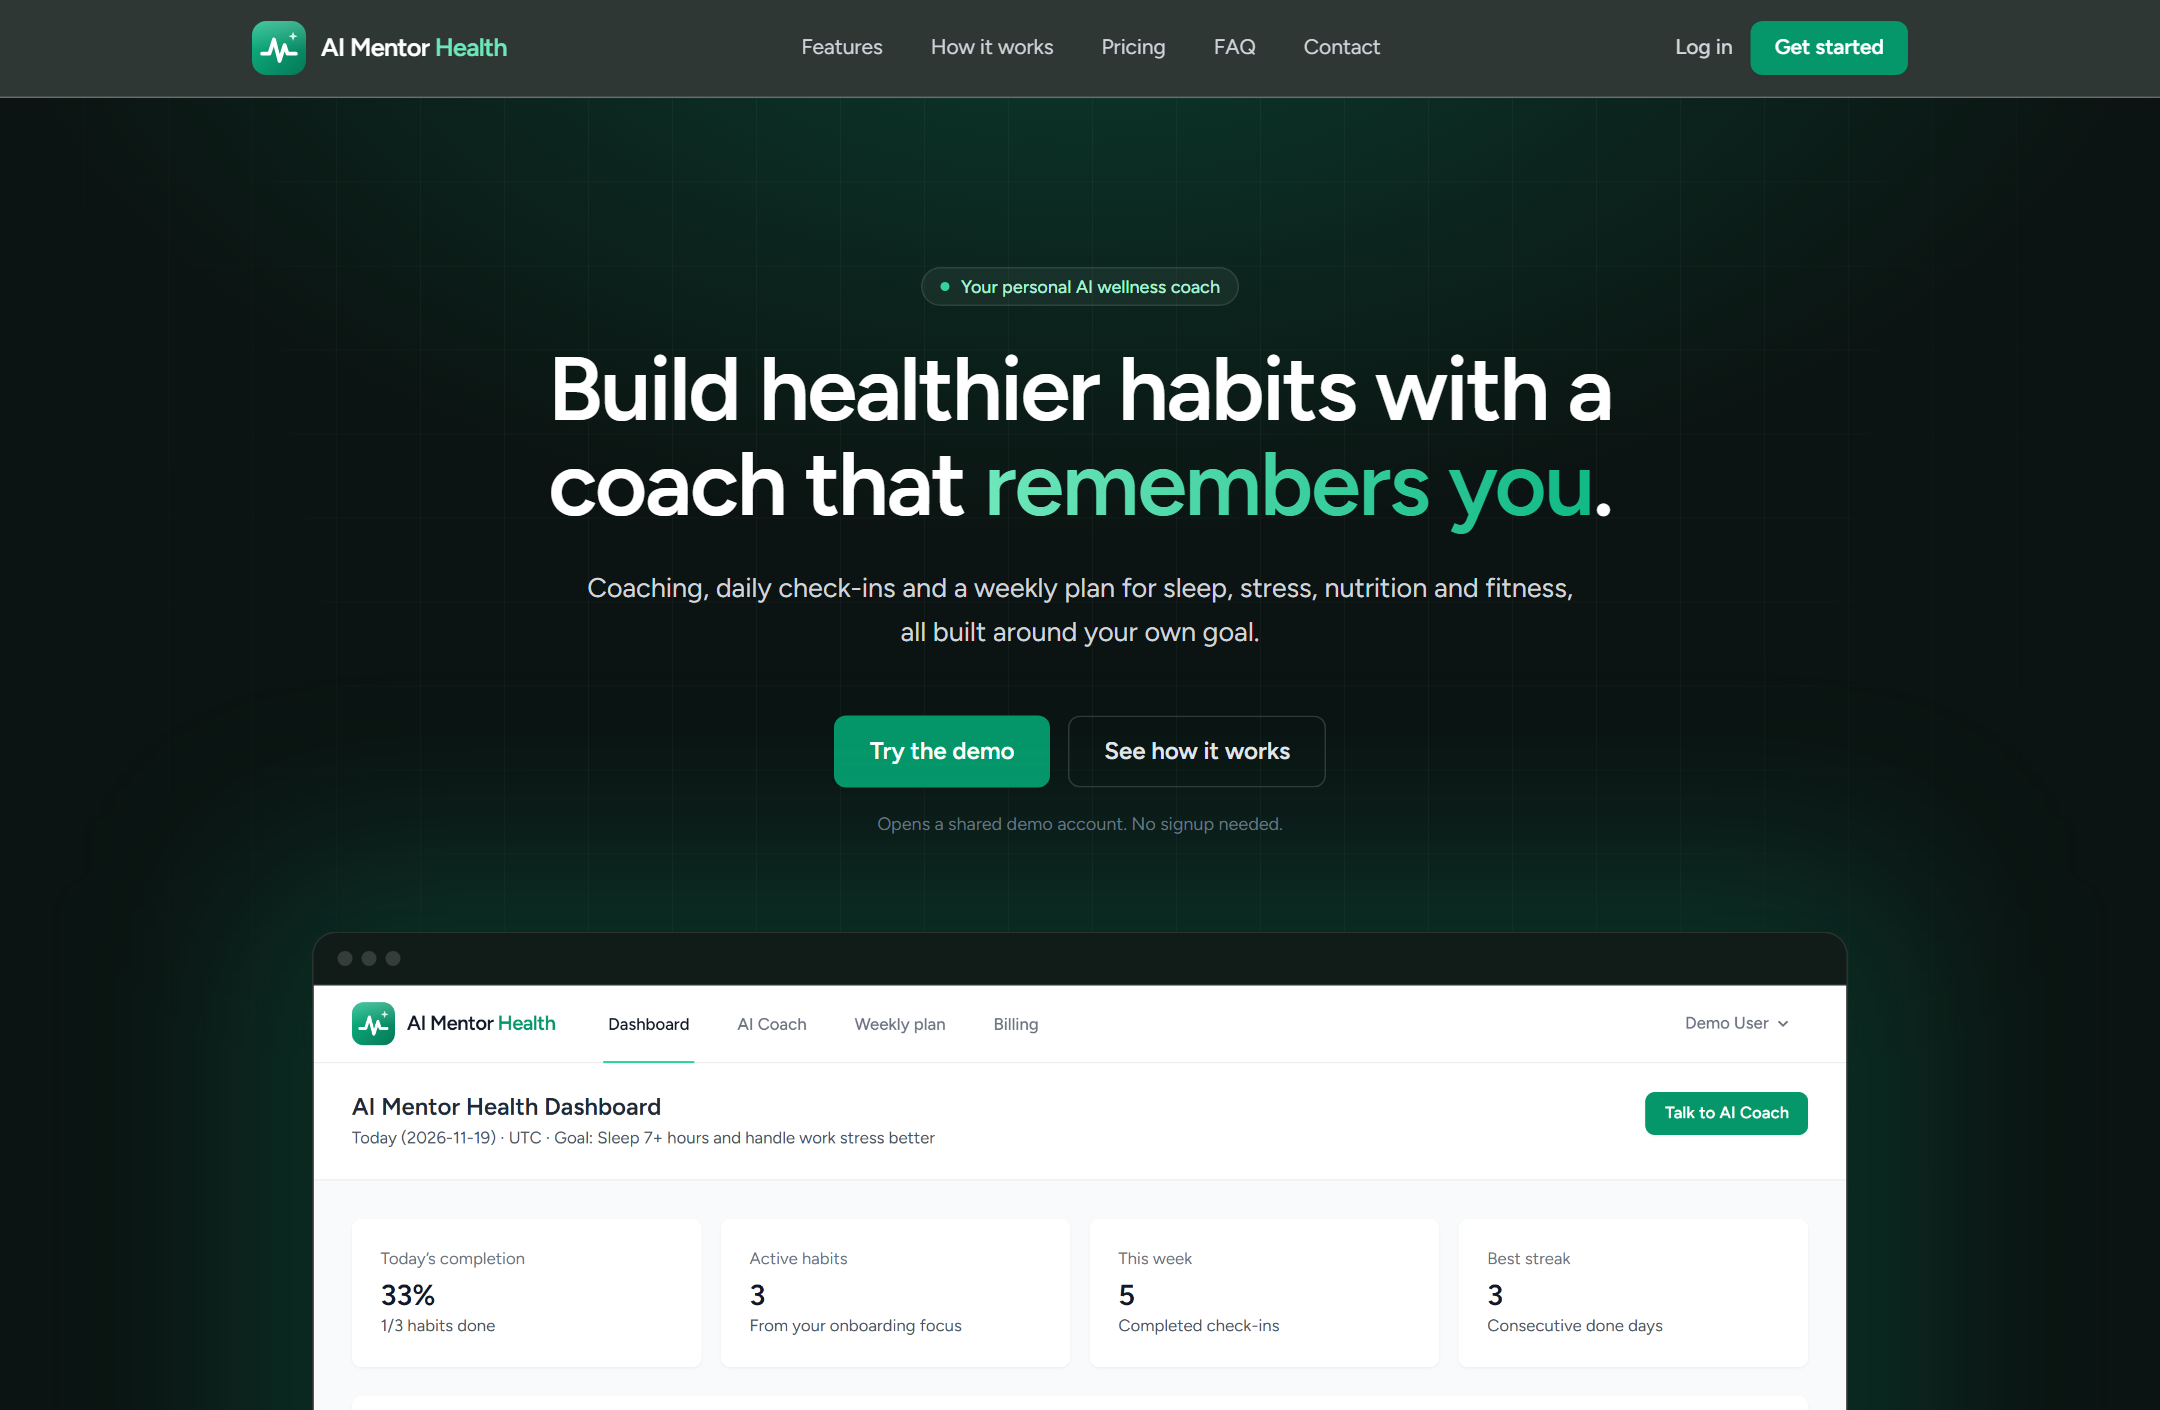 AI Mentor Health
Features How it works Pricing FAQ Contact
Log in Get started
Your personal AI wellness coach
Build healthier habits with a
coach that remembers you.
Coaching, daily check-ins and a weekly plan for sleep, stress, nutrition and fitness,
all built around your own goal.
Try the demo See how it works
Opens a shared demo account. No signup needed.
AI Mentor Health Dashboard AI Coach Weekly plan Billing Demo User
AI Mentor Health Dashboard
Today (2026-11-19) · UTC · Goal: Sleep 7+ hours and handle work stress better
Talk to AI Coach
Today's completion
33%
1/3 habits done
Active habits
3
From your onboarding focus
This week
5
Completed check-ins
Best streak
3
Consecutive done days